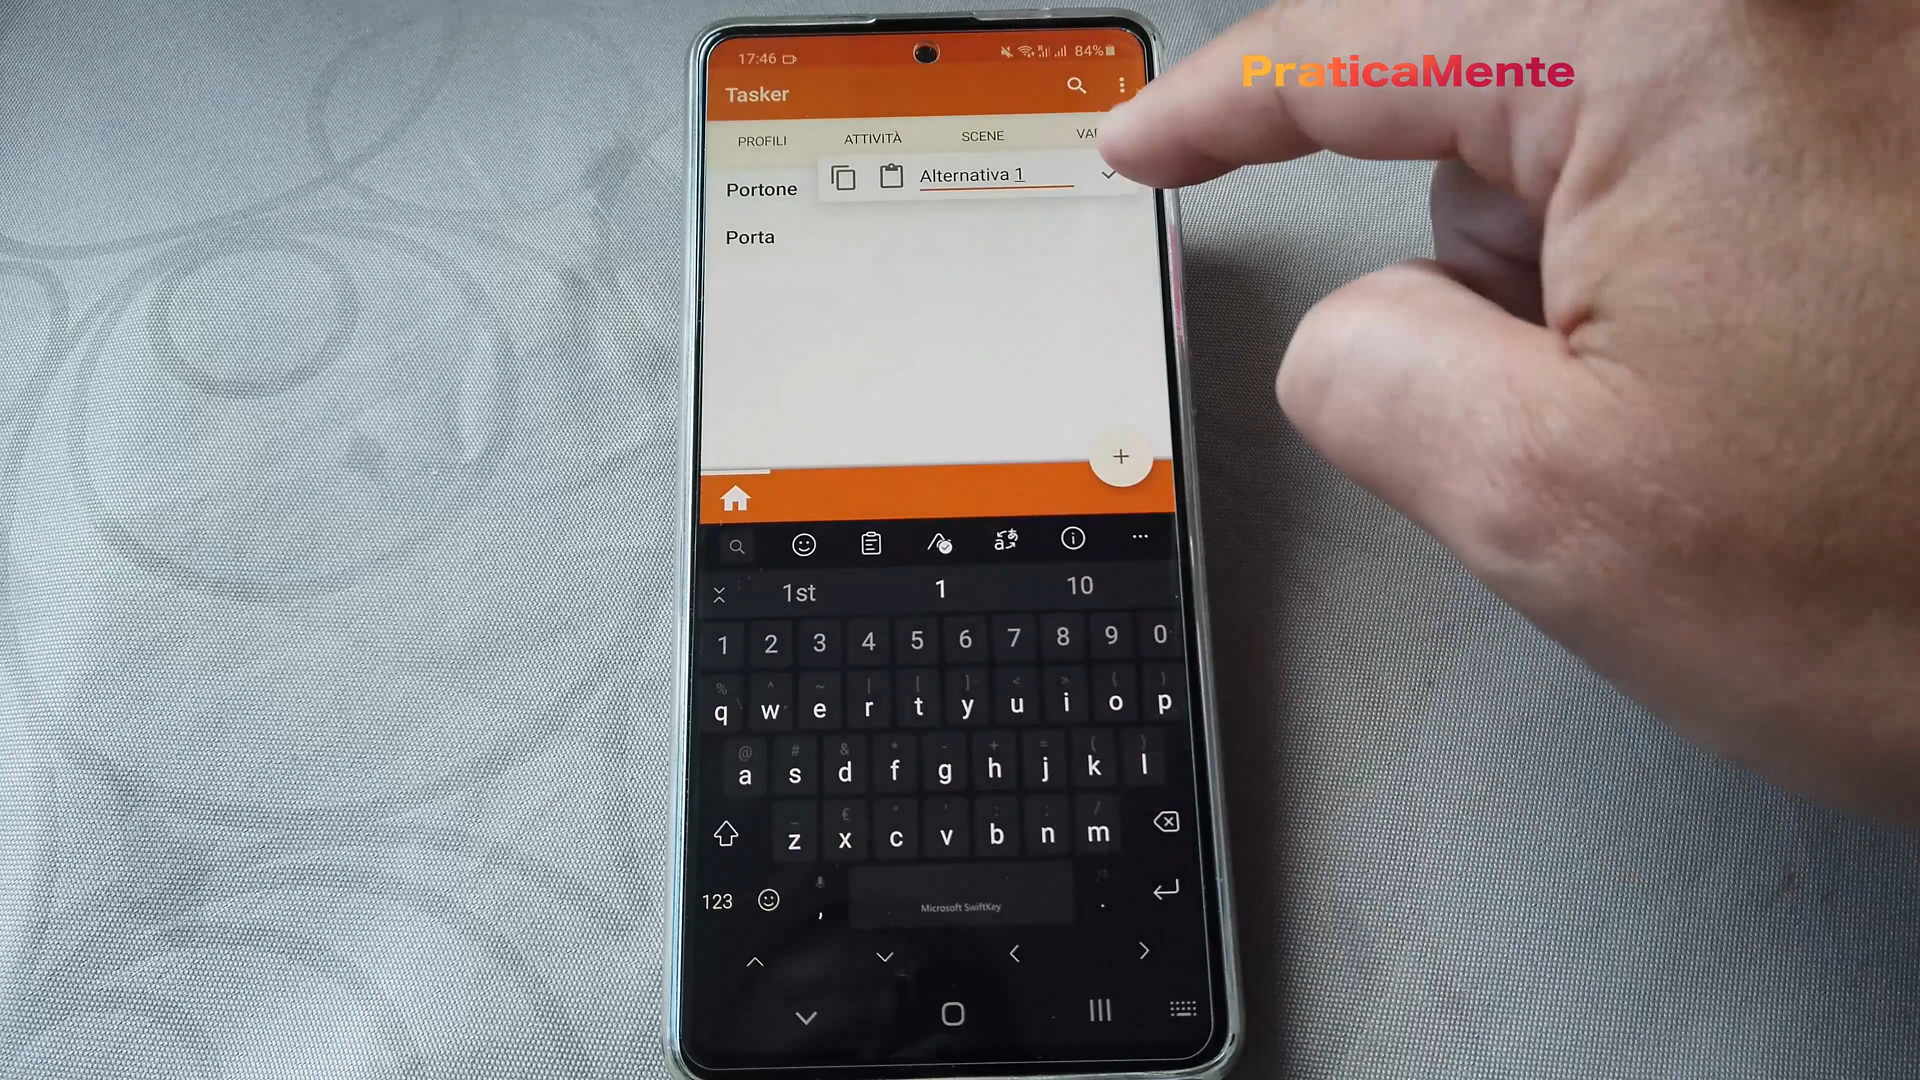 PraticaMente
17:46 84%
Tasker
PROFILI ATTIVITÀ SCENE
Alternativa 1
Portone
Porta
1st 1 10
1 2 3 4 5 6 7 8 9 0
q w e r t y u i o p
a s d f g h j k l
z x c v b n m
123 , Microsoft SwiftKey .